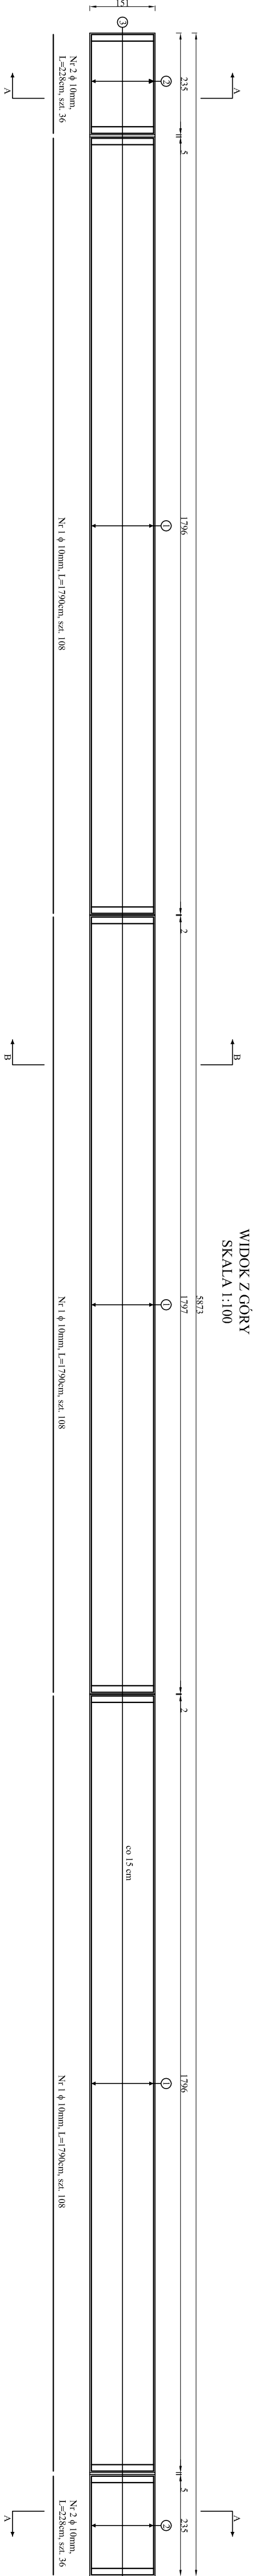 WIDOK Z GÓRY
SKALA 1:100
A
A
B
B
A
A
5873
235
5
1796
2
1797
2
1796
5
235
151
3
2
1
1
1
2
co 15 cm
Nr 2 ϕ 10mm,
L=228cm, szt. 36
Nr 1 ϕ 10mm, L=1790cm, szt. 108
Nr 1 ϕ 10mm, L=1790cm, szt. 108
Nr 1 ϕ 10mm, L=1790cm, szt. 108
Nr 2 ϕ 10mm,
L=228cm, szt. 36